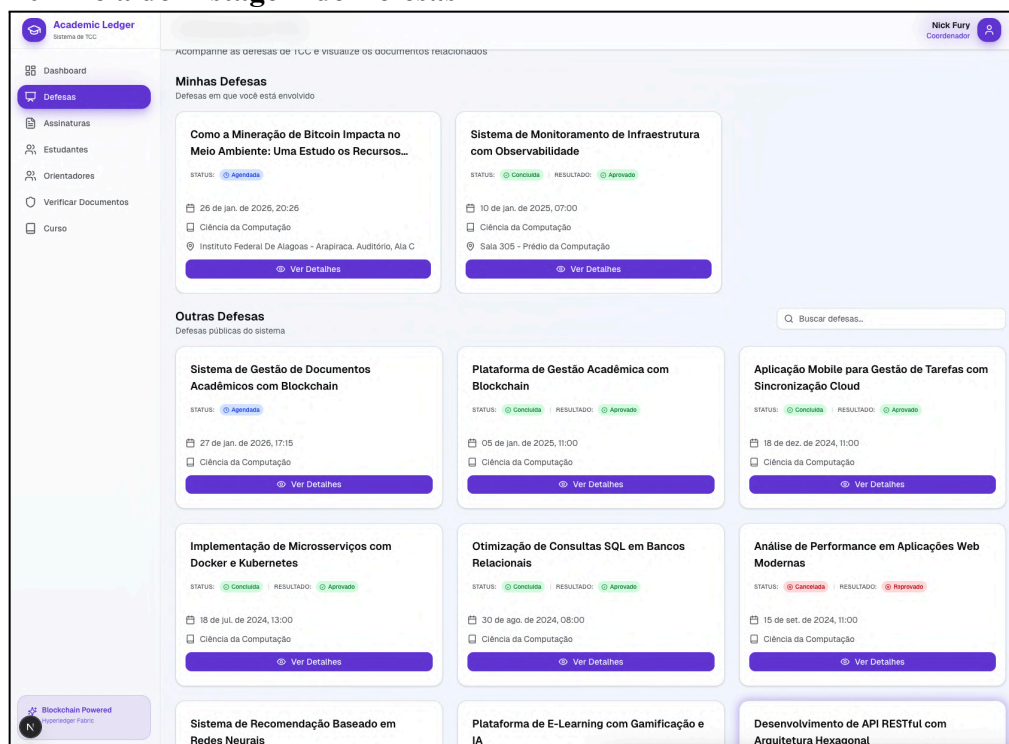 Academic Ledger
Sistema de TCC
Nick Fury
Coordenador
Dashboard
Defesas
Assinaturas
Estudantes
Orientadores
Verificar Documentos
Curso
Blockchain Powered
Hyperledger Fabric
N
Acompanhe as defesas de TCC e visualize os documentos relacionados
Minhas Defesas
Defesas em que você está envolvido
Como a Mineração de Bitcoin Impacta no
Meio Ambiente: Uma Estudo os Recursos...
STATUS: Agendada
26 de jan. de 2026, 20:26
Ciência da Computação
Instituto Federal De Alagoas - Arapiraca. Auditório, Ala C
Ver Detalhes
Sistema de Monitoramento de Infraestrutura
com Observabilidade
STATUS: Concluída | RESULTADO: Aprovado
10 de jan. de 2025, 07:00
Ciência da Computação
Sala 305 - Prédio da Computação
Ver Detalhes
Outras Defesas
Defesas públicas do sistema
Buscar defesas...
Sistema de Gestão de Documentos
Acadêmicos com Blockchain
STATUS: Agendada
27 de jan. de 2026, 17:15
Ciência da Computação
Ver Detalhes
Plataforma de Gestão Acadêmica com
Blockchain
STATUS: Concluída | RESULTADO: Aprovado
05 de jan. de 2025, 11:00
Ciência da Computação
Ver Detalhes
Aplicação Mobile para Gestão de Tarefas com
Sincronização Cloud
STATUS: Concluída | RESULTADO: Aprovado
18 de dez. de 2024, 11:00
Ciência da Computação
Ver Detalhes
Implementação de Microsserviços com
Docker e Kubernetes
STATUS: Concluída | RESULTADO: Aprovado
18 de jul. de 2024, 13:00
Ciência da Computação
Ver Detalhes
Otimização de Consultas SQL em Bancos
Relacionais
STATUS: Concluída | RESULTADO: Aprovado
30 de ago. de 2024, 08:00
Ciência da Computação
Ver Detalhes
Análise de Performance em Aplicações Web
Modernas
STATUS: Cancelada | RESULTADO: Reprovado
15 de set. de 2024, 11:00
Ciência da Computação
Ver Detalhes
Sistema de Recomendação Baseado em
Redes Neurais
Plataforma de E-Learning com Gamificação e
IA
Desenvolvimento de API RESTful com
Arquitetura Hexagonal